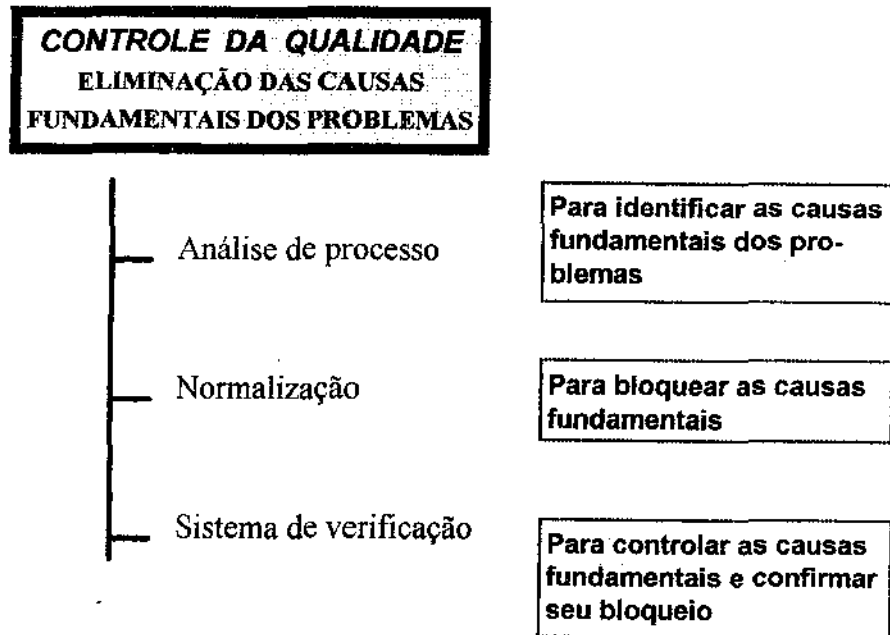 CONTROLE DA QUALIDADE
ELIMINAÇÃO DAS CAUSAS
FUNDAMENTAIS DOS PROBLEMAS
Análise de processo
Para identificar as causas
fundamentais dos pro-
blemas
Normalização
Para bloquear as causas
fundamentais
Sistema de verificação
Para controlar as causas
fundamentais e confirmar
seu bloqueio